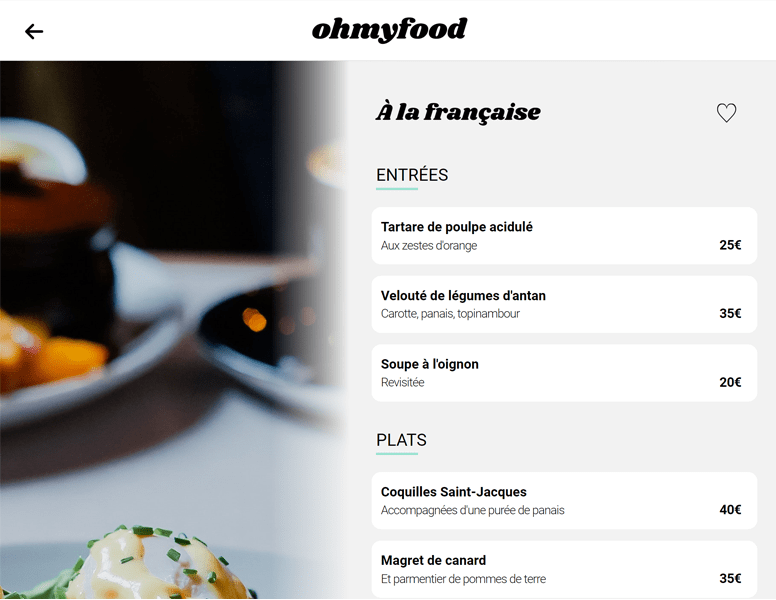 ohmyfood
À la française
ENTRÉES
Tartare de poulpe acidulé
Aux zestes d'orange
25€
Velouté de légumes d'antan
Carotte, panais, topinambour
35€
Soupe à l'oignon
Revisitée
20€
PLATS
Coquilles Saint-Jacques
Accompagnées d'une purée de panais
40€
Magret de canard
Et parmentier de pommes de terre
35€